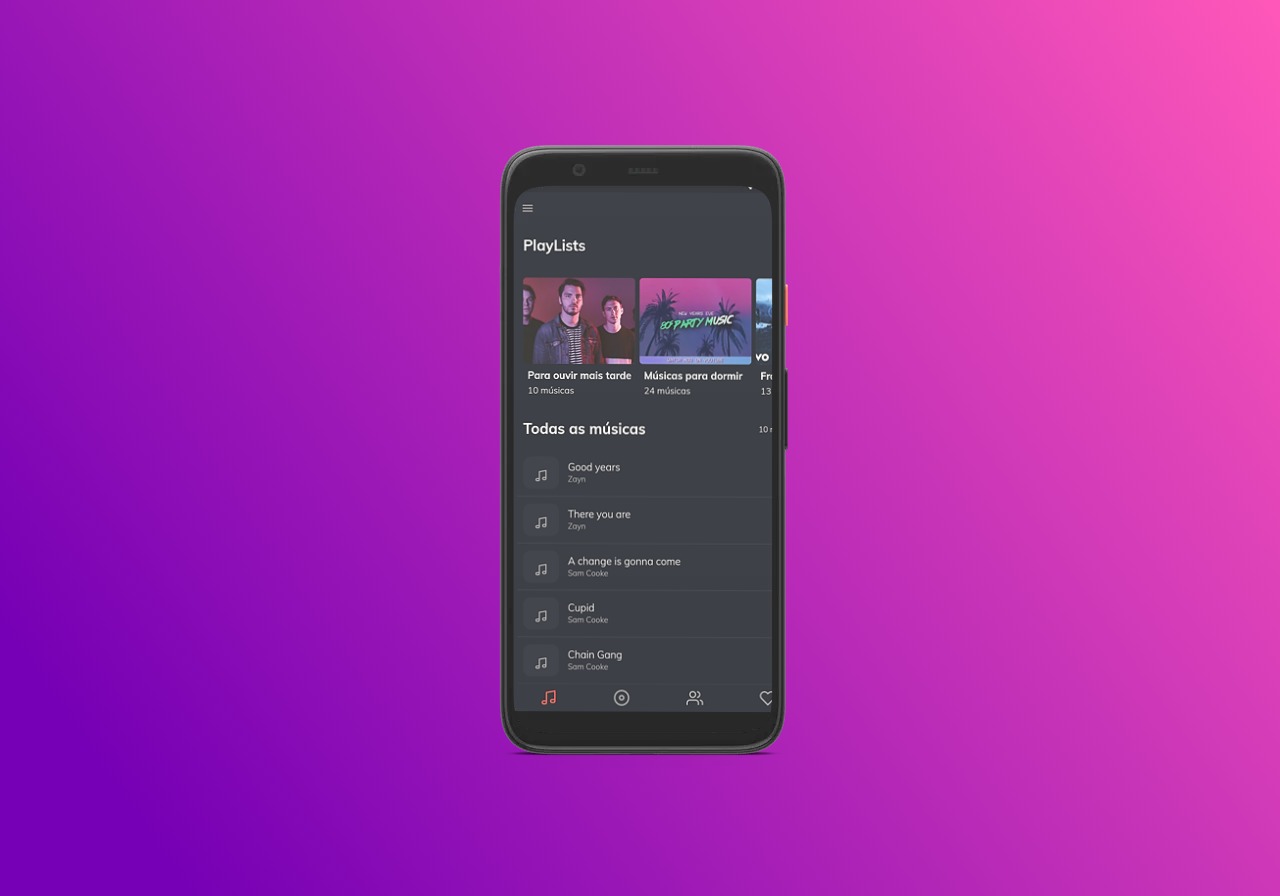 PlayLists
NEW YEARS EVE
80'PARTY MUSIC
VO
Para ouvir mais tarde
10 músicas
Músicas para dormir
24 músicas
Fr
13
Todas as músicas
10
Good years
Zayn
There you are
Zayn
A change is gonna come
Sam Cooke
Cupid
Sam Cooke
Chain Gang
Sam Cooke